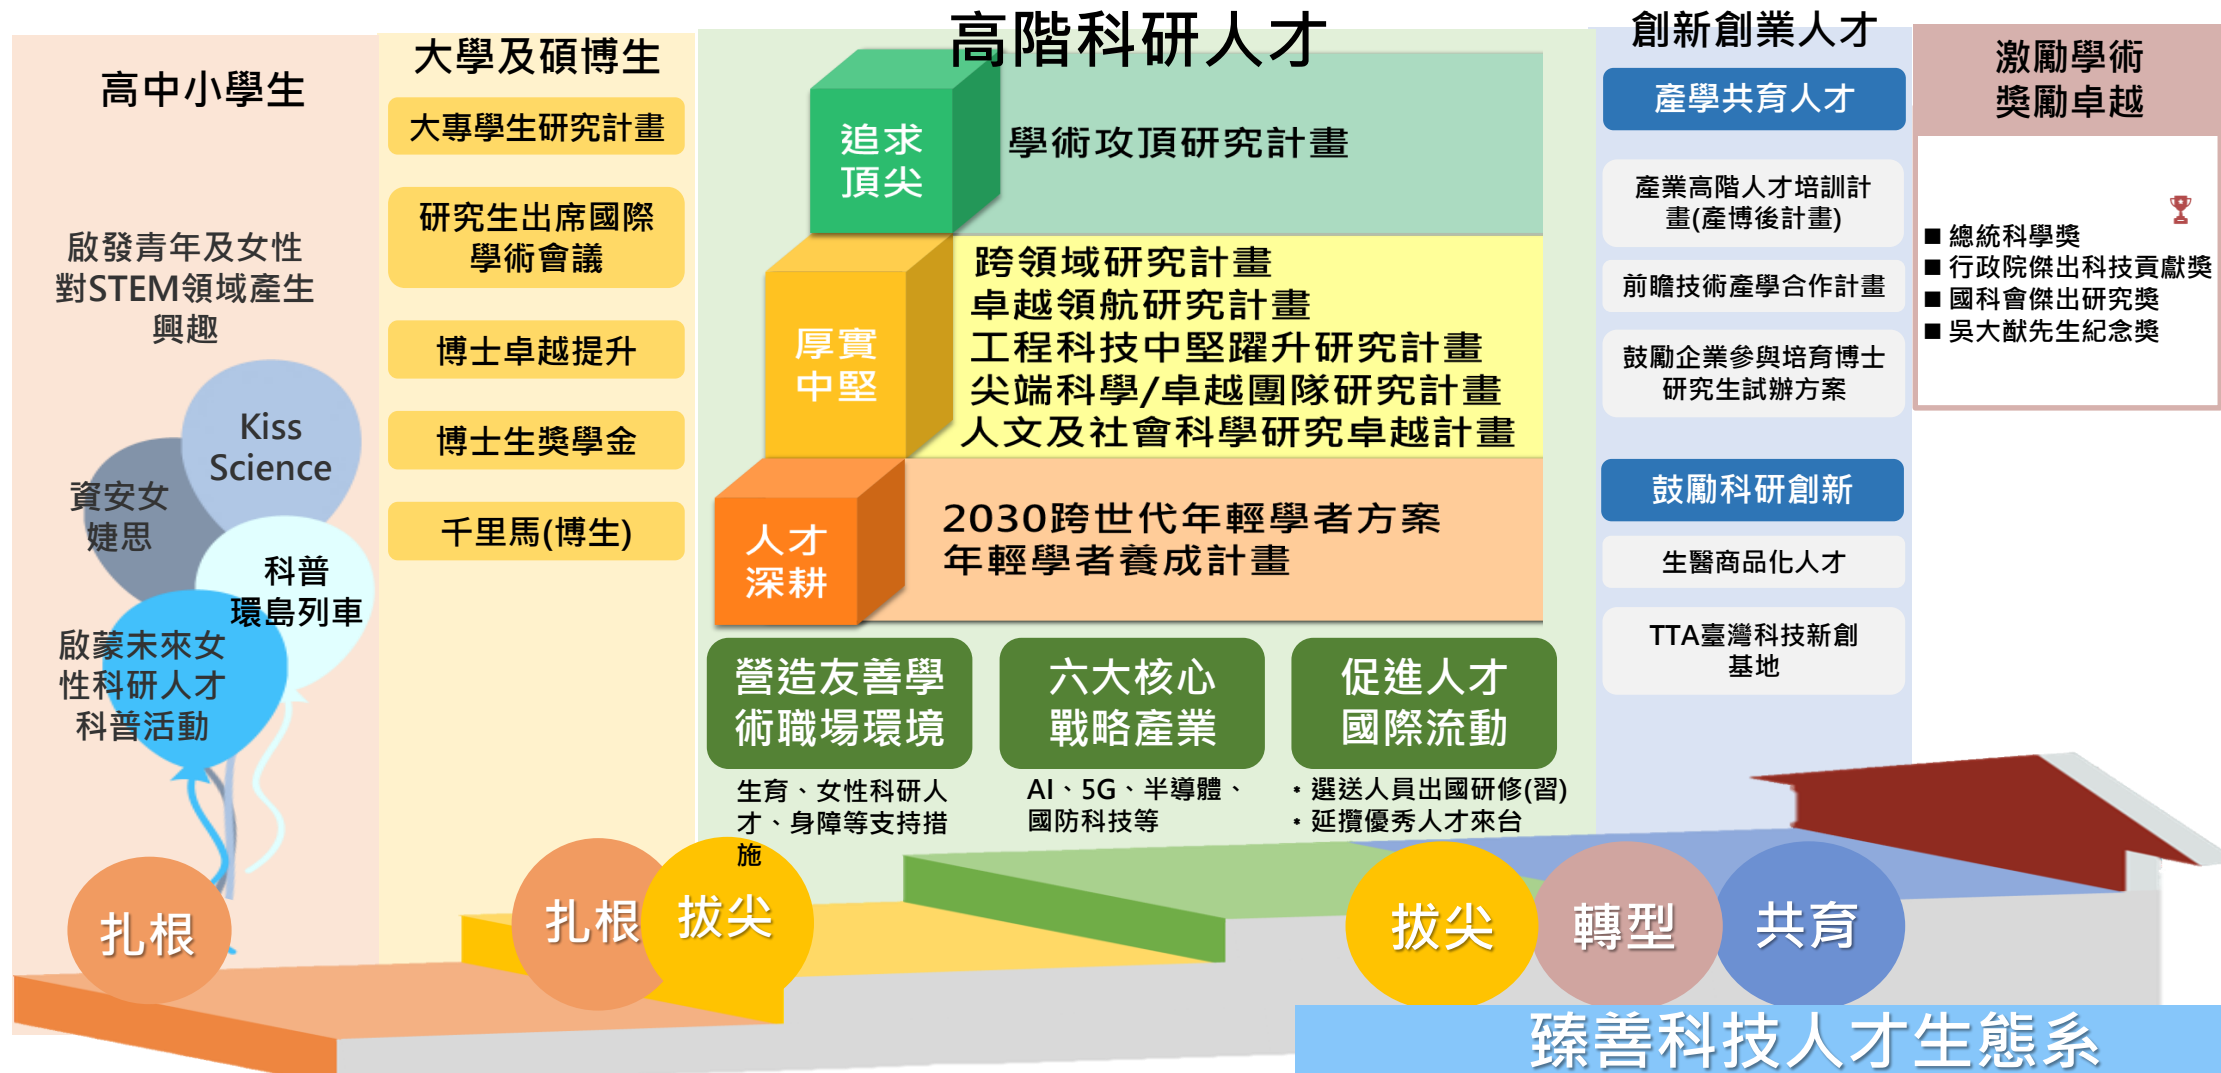 高中小學生
啟發青年及女性
對STEM領域產生
興趣
Kiss
Science
資安女
婕思
科普
環島列車
啟蒙未來女
性科研人才
科普活動
扎根
大學及碩博生
大專學生研究計畫
研究生出席國際
學術會議
博士卓越提升
博士生獎學金
千里馬(博生)
扎根
拔尖
高階科研人才
追求
頂尖
學術攻頂研究計畫
厚實
中堅
跨領域研究計畫
卓越領航研究計畫
工程科技中堅躍升研究計畫
尖端科學/卓越團隊研究計畫
人文及社會科學研究卓越計畫
人才
深耕
2030跨世代年輕學者方案
年輕學者養成計畫
營造友善學
術職場環境
生育、女性科研人
才、身障等支持措
施
六大核心
戰略產業
AI、5G、半導體、
國防科技等
促進人才
國際流動
• 選送人員出國研修(習)
• 延攬優秀人才來台
創新創業人才
產學共育人才
產業高階人才培訓計
畫(產博後計畫)
前瞻技術產學合作計畫
鼓勵企業參與培育博士
研究生試辦方案
鼓勵科研創新
生醫商品化人才
TTA臺灣科技新創
基地
激勵學術
獎勵卓越
■ 總統科學獎
■ 行政院傑出科技貢獻獎
■ 國科會傑出研究獎
■ 吳大猷先生紀念獎
拔尖
轉型
共育
臻善科技人才生態系